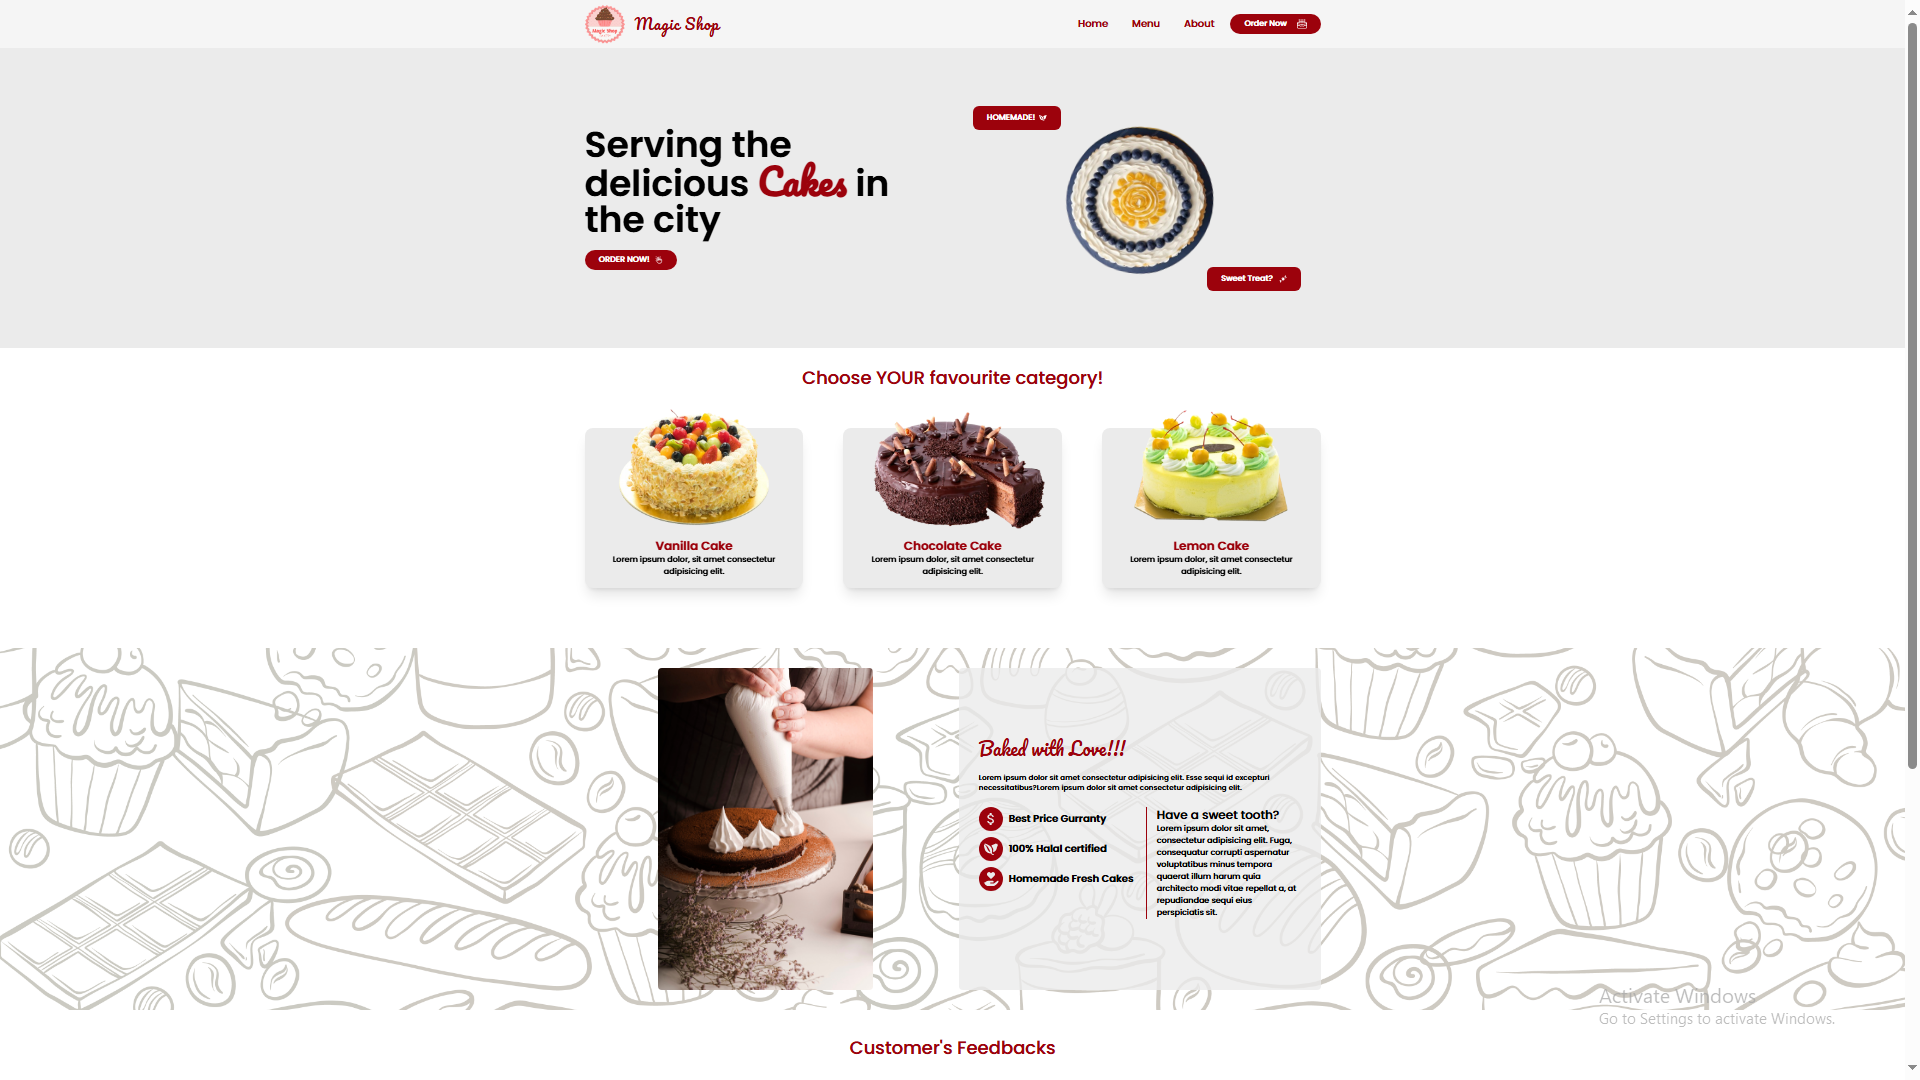 Magic Shop
Magic Shop
Home
Menu
About
Order Now
HOMEMADE!
Serving the
delicious Cakes in
the city
ORDER NOW!
Sweet Treat?
Choose YOUR favourite category!
Vanilla Cake
Lorem ipsum dolor, sit amet consectetur
adipisicing elit.
Chocolate Cake
Lorem ipsum dolor, sit amet consectetur
adipisicing elit.
Lemon Cake
Lorem ipsum dolor, sit amet consectetur
adipisicing elit.
Baked with Love!!!
Lorem ipsum dolor sit amet consectetur adipisicing elit. Esse sequi id excepturi
necessitatibus?Lorem ipsum dolor sit amet consectetur adipisicing elit.
Best Price Gurranty
100% Halal certified
Homemade Fresh Cakes
Have a sweet tooth?
Lorem ipsum dolor sit amet,
consectetur adipisicing elit. Fuga,
consequatur corrupti aspernatur
voluptatibus minus tempora
quaerat illum harum quia
architecto modi vitae repellat a, at
repudiandae sequi eius
perspiciatis sit.
Activate Windows
Go to Settings to activate Windows.
Customer's Feedbacks